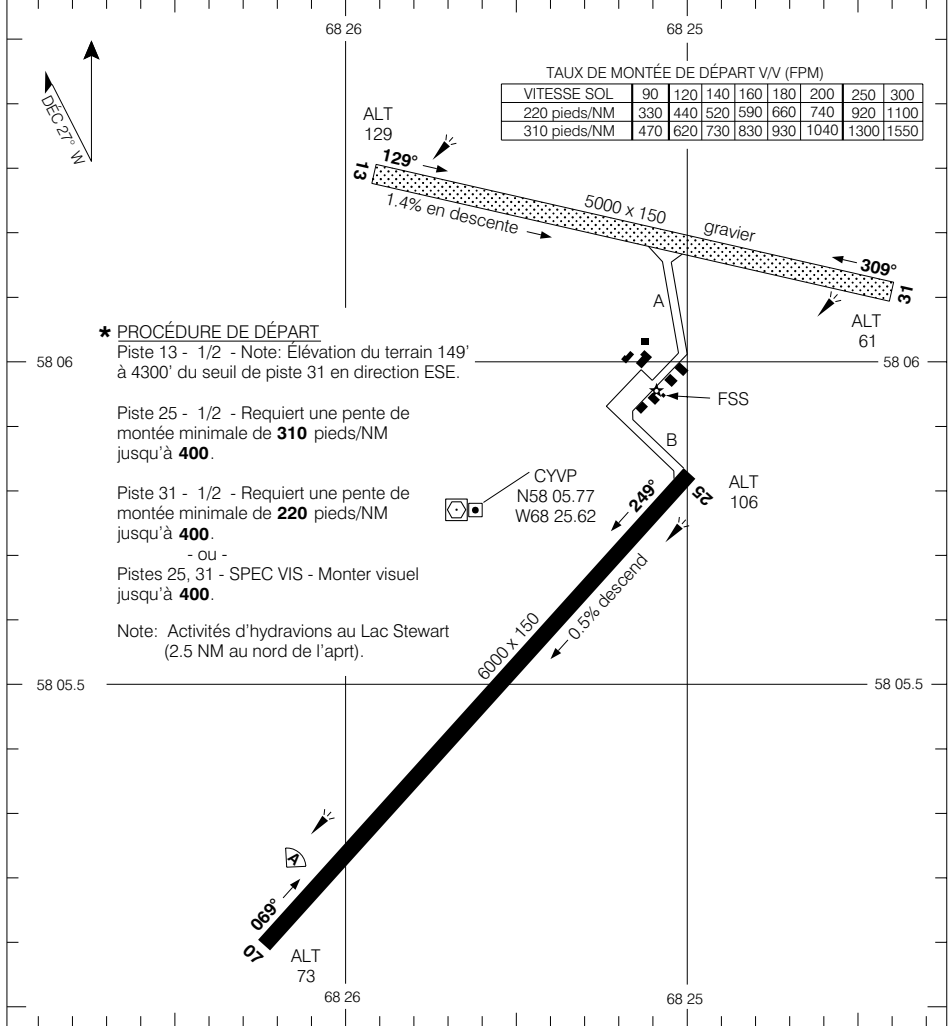 68 26
68 25
DÉC 27° W
TAUX DE MONTÉE DE DÉPART V/V (FPM)
VITESSE SOL 90 120 140 160 180 200 250 300
220 pieds/NM 330 440 520 590 660 740 920 1100
310 pieds/NM 470 620 730 830 930 1040 1300 1550
ALT
129
13
129°
1.4% en descente
5000 x 150
gravier
309°
31
ALT
61
A
58 06
58 06
* PROCÉDURE DE DÉPART
Piste 13 - 1/2 - Note: Élévation du terrain 149'
à 4300' du seuil de piste 31 en direction ESE.
Piste 25 - 1/2 - Requiert une pente de
montée minimale de 310 pieds/NM
jusqu'à 400.
Piste 31 - 1/2 - Requiert une pente de
montée minimale de 220 pieds/NM
jusqu'à 400.
- ou -
Pistes 25, 31 - SPEC VIS - Monter visuel
jusqu'à 400.
Note: Activités d'hydravions au Lac Stewart
(2.5 NM au nord de l'aprt).
FSS
B
CYVP
N58 05.77
W68 25.62
249°
25
ALT
106
0.5% descend
6000 x 150
58 05.5
58 05.5
A
069°
07
ALT
73
68 26
68 25